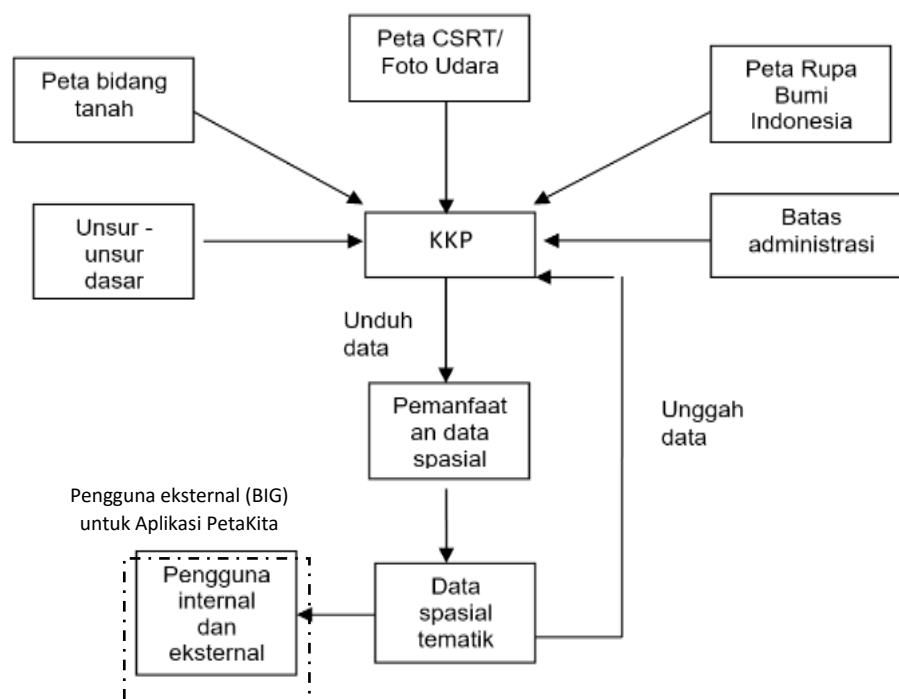 Peta CSRT/
Foto Udara
Peta bidang
tanah
Peta Rupa
Bumi
Indonesia
Unsur -
unsur
dasar
KKP
Batas
administrasi
Unduh
data
Pemanfaat
an data
spasial
Unggah
data
Pengguna eksternal (BIG)
untuk Aplikasi PetaKita
Pengguna
internal
dan
eksternal
Data
spasial
tematik